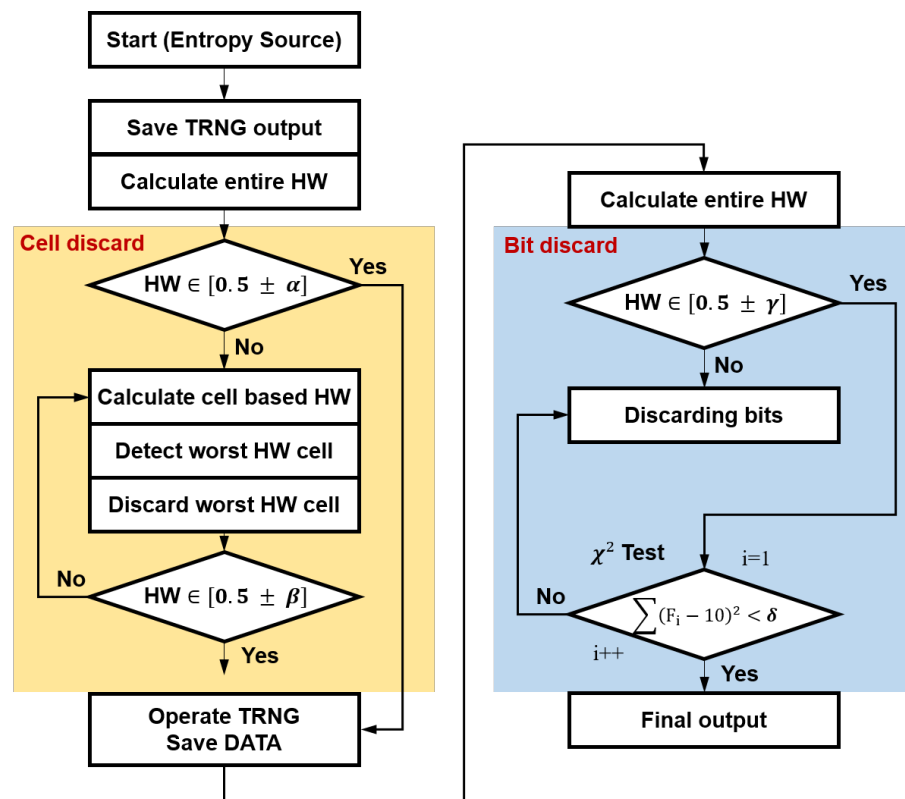 Start (Entropy Source)
Save TRNG output
Calculate entire HW
Cell discard
HW ∈ [0.5 ± α]
Yes
No
Calculate cell based HW
Detect worst HW cell
Discard worst HW cell
No
HW ∈ [0.5 ± β]
Yes
Operate TRNG
Save DATA
Calculate entire HW
Bit discard
HW ∈ [0.5 ± γ]
Yes
No
Discarding bits
χ² Test
i=1
No
∑(Fᵢ − 10)² < δ
i++
Yes
Final output